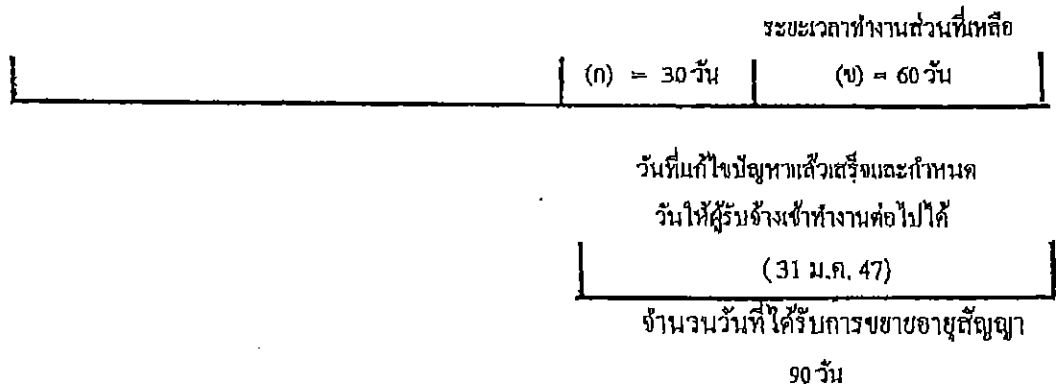 ระยะเวลาทำงานส่วนที่เหลือ
(ก) = 30 วัน (ข) = 60 วัน
วันที่แก้ไขปัญหาแล้วเสร็จและกำหนด
วันให้ผู้รับจ้างเข้าทำงานต่อไปได้
(31 ม.ค. 47)
จำนวนวันที่ได้รับการขยายอายุสัญญา
90 วัน